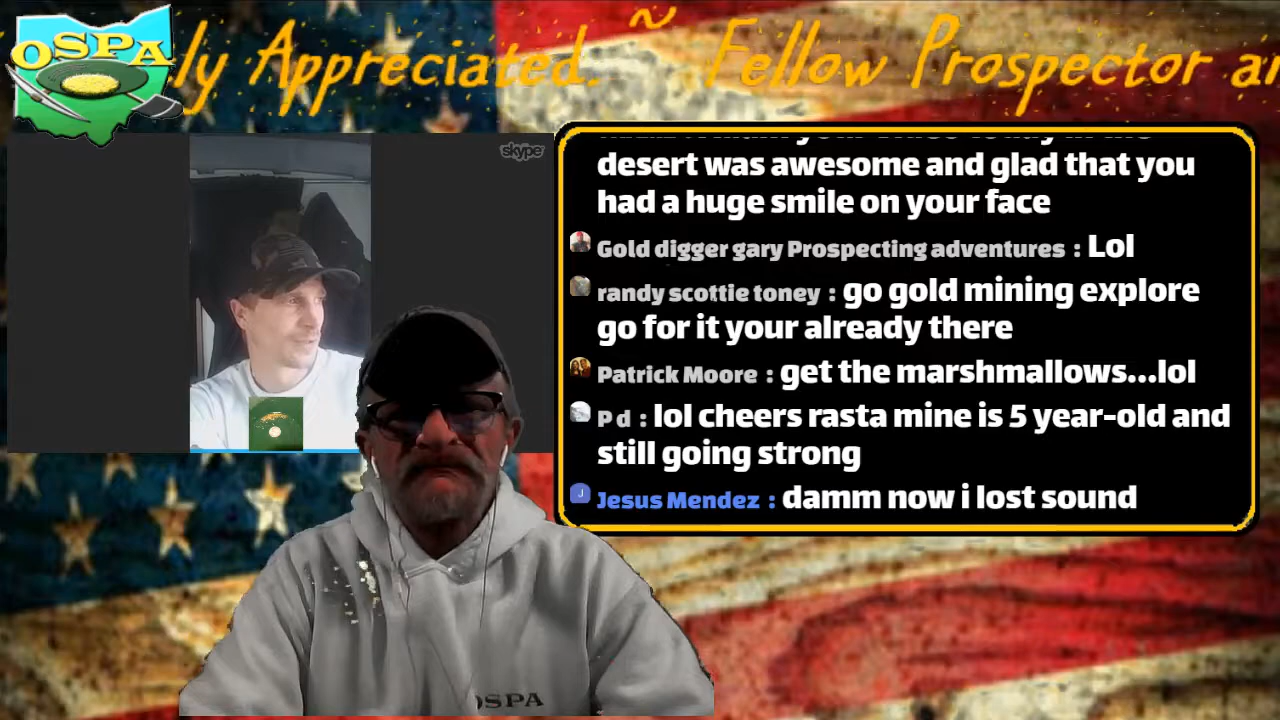 OSPA
ly Appreciated. ~ Fellow Prospector
skype
desert was awesome and glad that you
had a huge smile on your face
Gold digger gary Prospecting adventures : Lol
randy scottie toney : go gold mining explore
go for it your already there
Patrick Moore : get the marshmallows...lol
P d : lol cheers rasta mine is 5 year-old and
still going strong
J Jesus Mendez : damm now i lost sound
OSPA